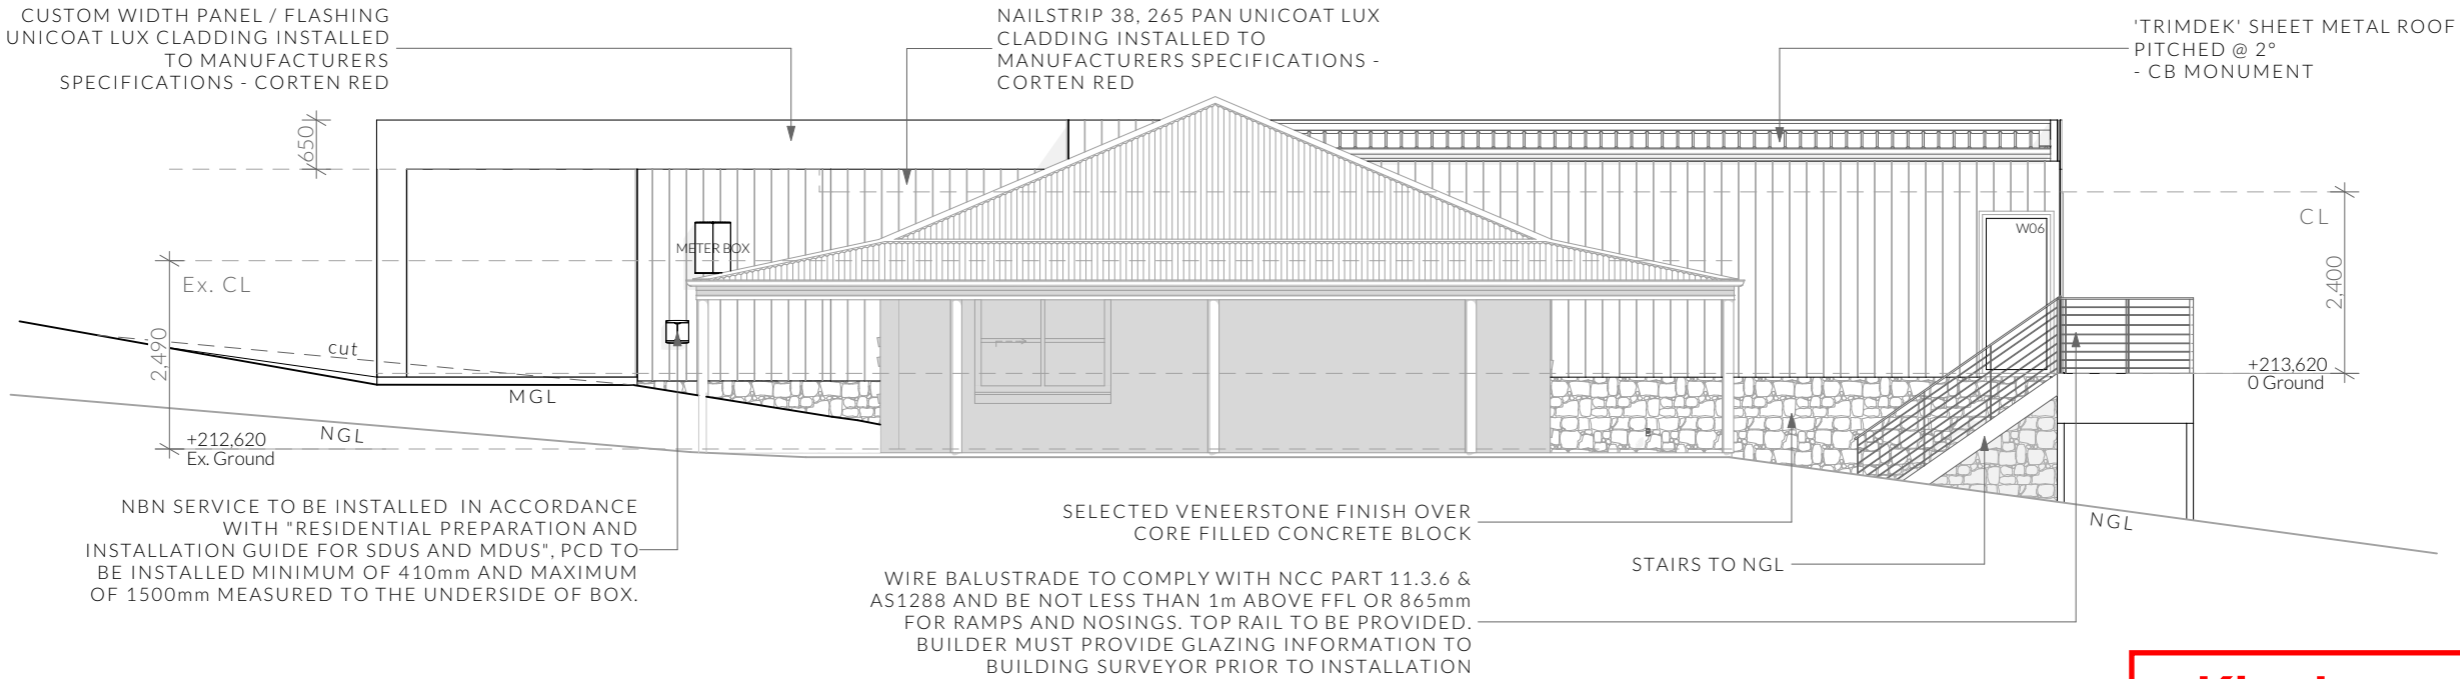 CUSTOM WIDTH PANEL / FLASHING
UNICOAT LUX CLADDING INSTALLED
TO MANUFACTURERS
SPECIFICATIONS - CORTEN RED
NAILSTRIP 38, 265 PAN UNICOAT LUX
CLADDING INSTALLED TO
MANUFACTURERS SPECIFICATIONS -
CORTEN RED
'TRIMDEK' SHEET METAL ROOF
PITCHED @ 2°
- CB MONUMENT
650
METER BOX
W06
CL
2,400
Ex. CL
2,490
cut
MGL
NGL
+213,620
0 Ground
+212,620
Ex. Ground
NBN SERVICE TO BE INSTALLED IN ACCORDANCE
WITH "RESIDENTIAL PREPARATION AND
INSTALLATION GUIDE FOR SDUS AND MDUS", PCD TO
BE INSTALLED MINIMUM OF 410mm AND MAXIMUM
OF 1500mm MEASURED TO THE UNDERSIDE OF BOX.
SELECTED VENEERSTONE FINISH OVER
CORE FILLED CONCRETE BLOCK
NGL
STAIRS TO NGL
WIRE BALUSTRADE TO COMPLY WITH NCC PART 11.3.6 &
AS1288 AND BE NOT LESS THAN 1m ABOVE FFL OR 865mm
FOR RAMPS AND NOSINGS. TOP RAIL TO BE PROVIDED.
BUILDER MUST PROVIDE GLAZING INFORMATION TO
BUILDING SURVEYOR PRIOR TO INSTALLATION